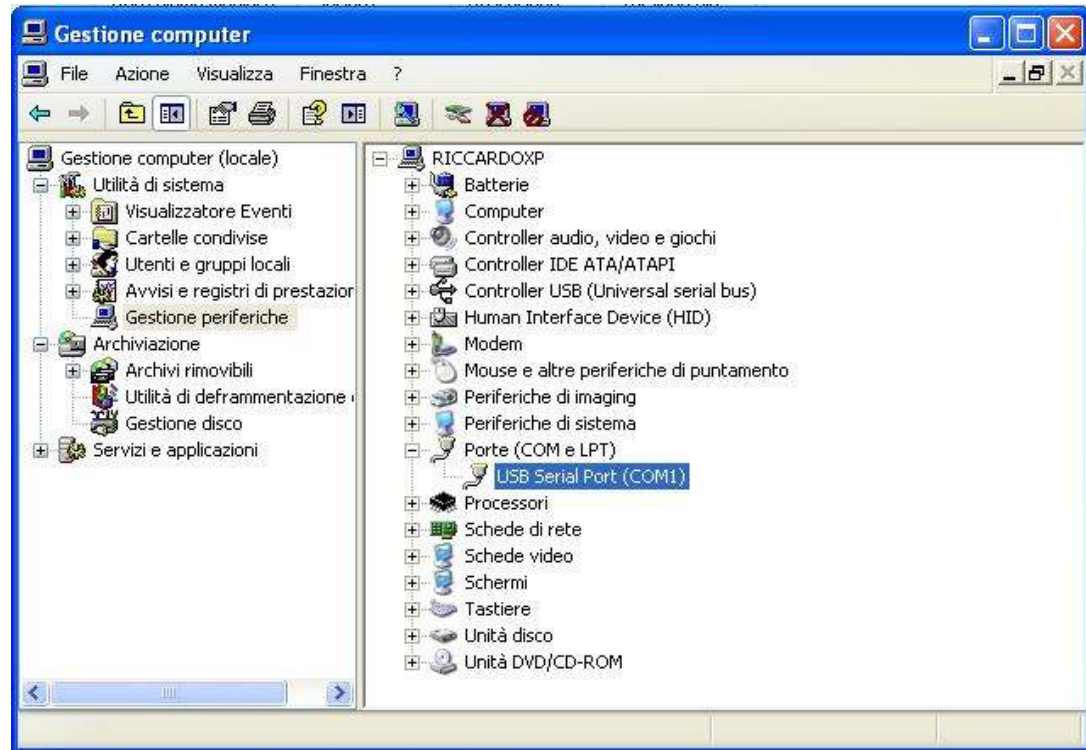 Gestione computer
File Azione Visualizza Finestra ?
Gestione computer (locale)
Utilità di sistema
Visualizzatore Eventi
Cartelle condivise
Utenti e gruppi locali
Avvisi e registri di prestazior
Gestione periferiche
Archiviazione
Archivi rimovibili
Utilità di deframmentazione
Gestione disco
Servizi e applicazioni
RICCARDOXP
Batterie
Computer
Controller audio, video e giochi
Controller IDE ATA/ATAPI
Controller USB (Universal serial bus)
Human Interface Device (HID)
Modem
Mouse e altre periferiche di puntamento
Periferiche di imaging
Periferiche di sistema
Porte (COM e LPT)
USB Serial Port (COM1)
Processori
Schede di rete
Schede video
Schermi
Tastiere
Unità disco
Unità DVD/CD-ROM